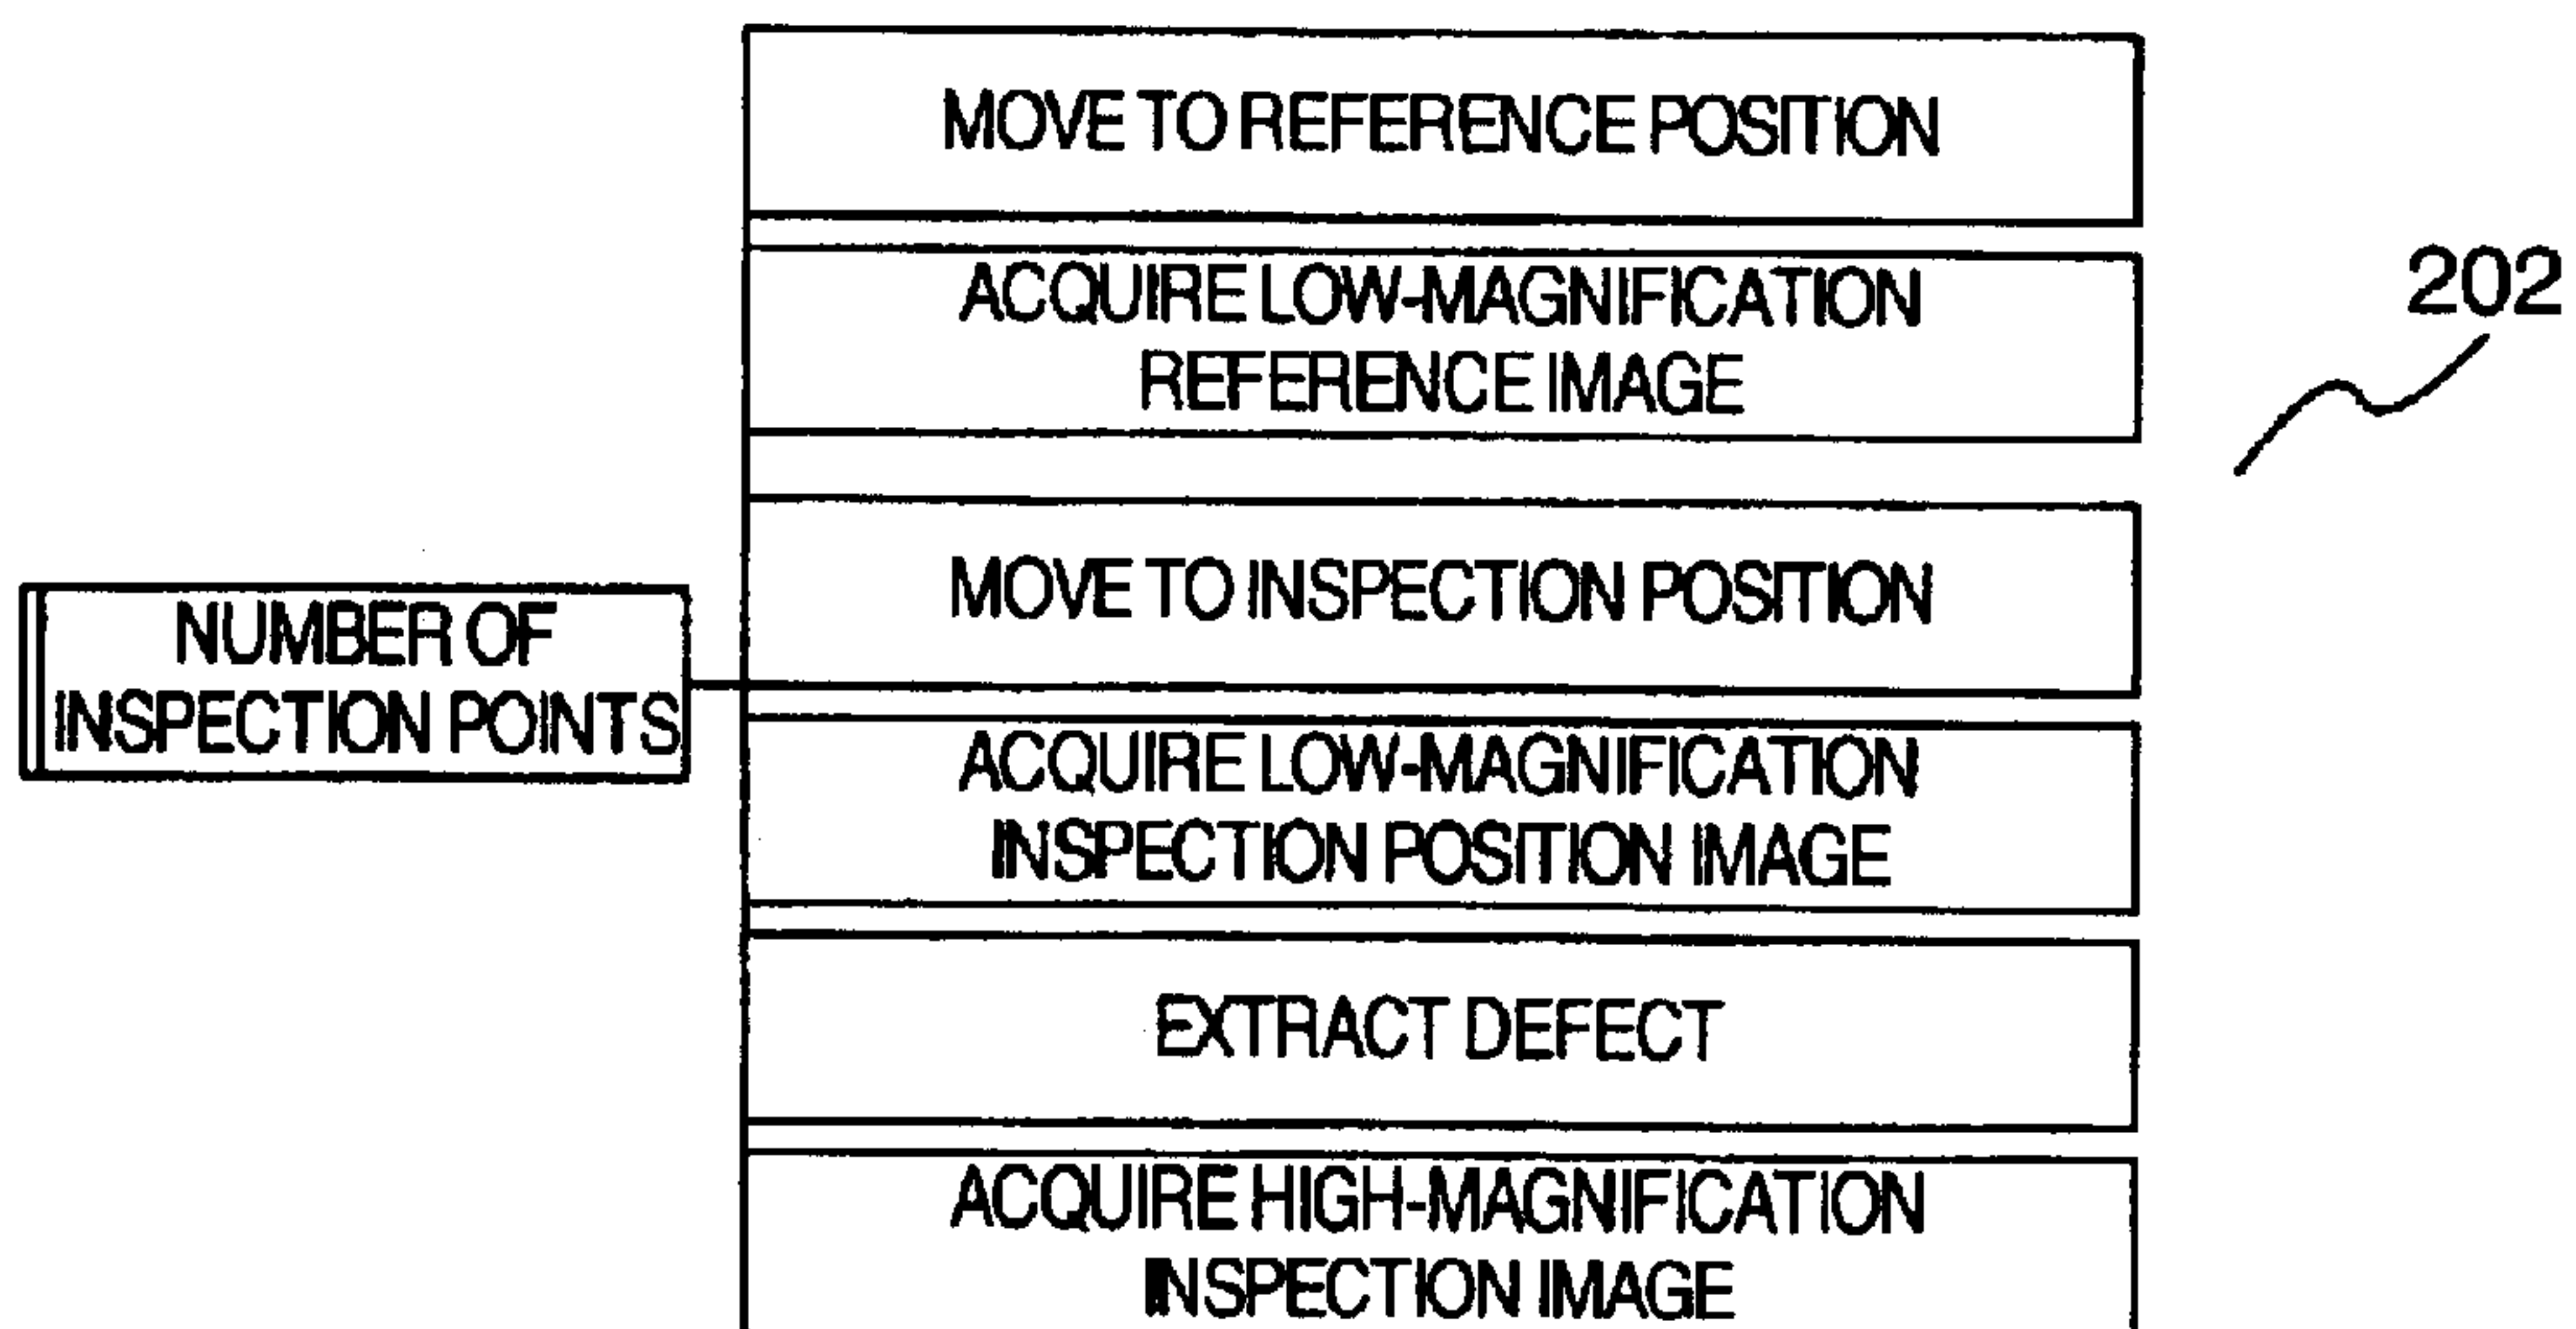 MOVE TO REFERENCE POSITION
ACQUIRE LOW-MAGNIFICATION
REFERENCE IMAGE
202
MOVE TO INSPECTION POSITION
NUMBER OF
INSPECTION POINTS
ACQUIRE LOW-MAGNIFICATION
INSPECTION POSITION IMAGE
EXTRACT DEFECT
ACQUIRE HIGH-MAGNIFICATION
INSPECTION IMAGE